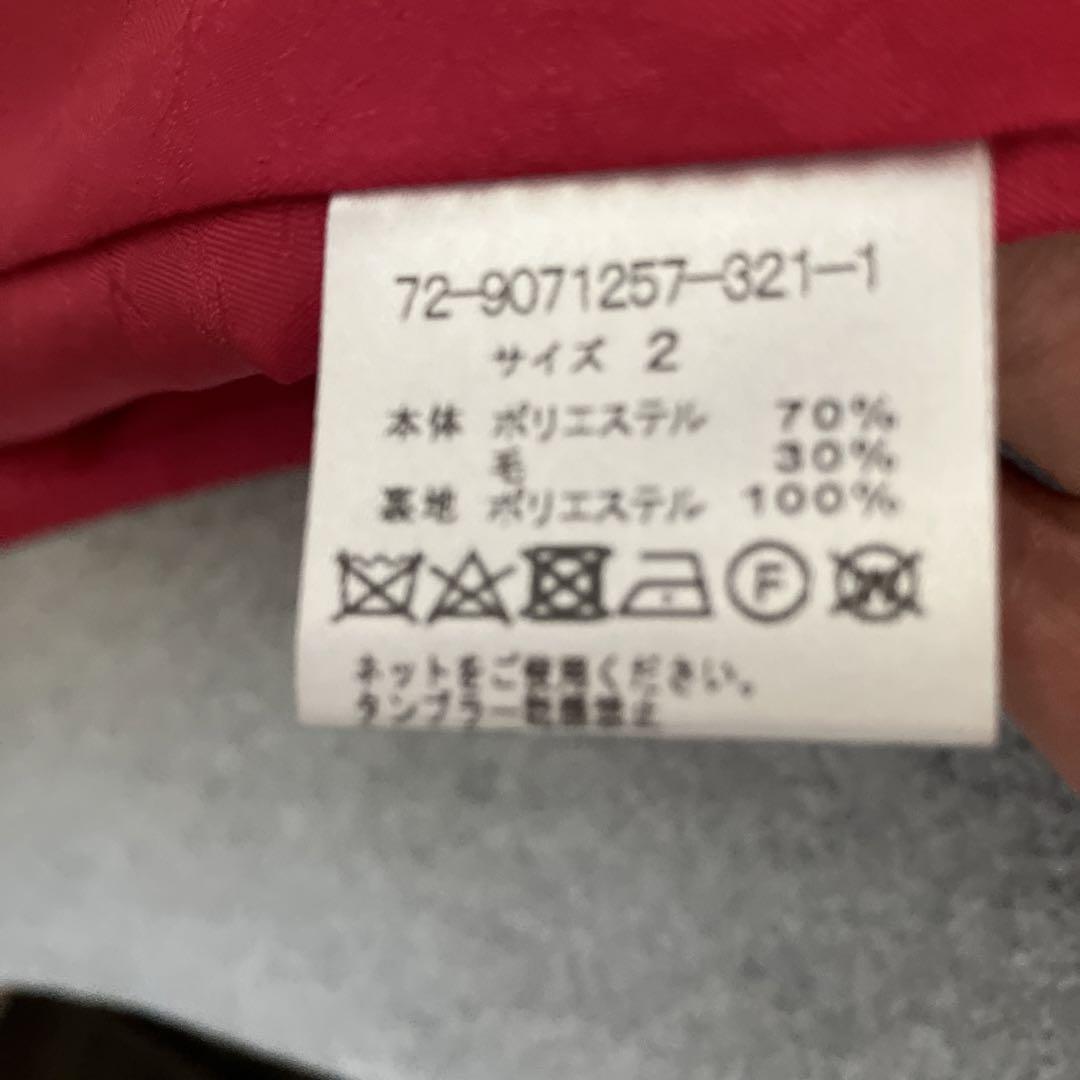 72-9071257-321-1
サイズ 2
本体 ポリエステル 70%
毛 30%
裏地 ポリエステル 100%
F W
ネットをご使用ください。
タンブラー乾燥禁止